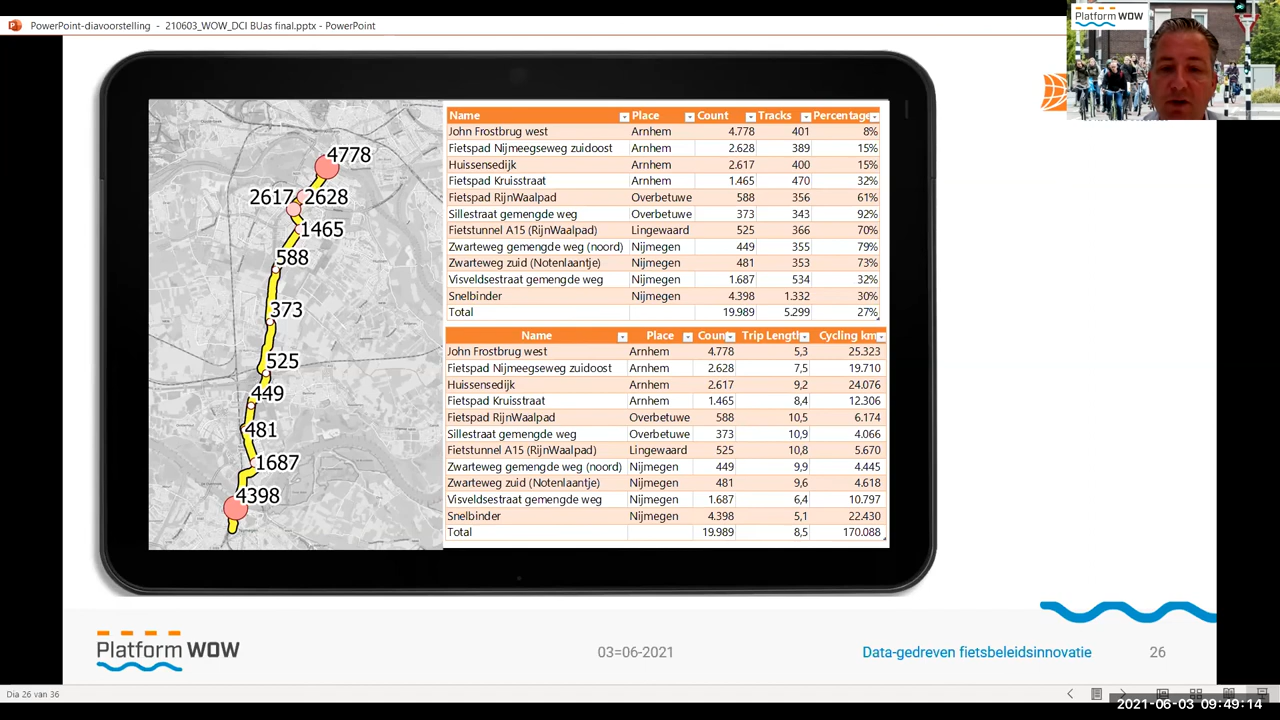 PowerPoint-diavoorstelling - 210603_WOW_DCI BUas final.pptx - PowerPoint
Platform WOW
4778
2617 2628
1465
588
373
525
449
481
1687
4398
Name Place Count Tracks Percentage
John Frostbrug west Arnhem 4.778 401 8%
Fietspad Nijmeegseweg zuidoost Arnhem 2.628 389 15%
Huissensedijk Arnhem 2.617 400 15%
Fietspad Kruisstraat Arnhem 1.465 470 32%
Fietspad RijnWaalpad Overbetuwe 588 356 61%
Sillestraat gemengde weg Overbetuwe 373 343 92%
Fietstunnel A15 (RijnWaalpad) Lingewaard 525 366 70%
Zwarteweg gemengde weg (noord) Nijmegen 449 355 79%
Zwarteweg zuid (Notenlaantje) Nijmegen 481 353 73%
Visveldsestraat gemengde weg Nijmegen 1.687 534 32%
Snelbinder Nijmegen 4.398 1.332 30%
Total 19.989 5.299 27%
Name Place Coun Trip Length Cycling km
John Frostbrug west Arnhem 4.778 5,3 25.323
Fietspad Nijmeegseweg zuidoost Arnhem 2.628 7,5 19.710
Huissensedijk Arnhem 2.617 9,2 24.076
Fietspad Kruisstraat Arnhem 1.465 8,4 12.306
Fietspad RijnWaalpad Overbetuwe 588 10,5 6.174
Sillestraat gemengde weg Overbetuwe 373 10,9 4.066
Fietstunnel A15 (RijnWaalpad) Lingewaard 525 10,8 5.670
Zwarteweg gemengde weg (noord) Nijmegen 449 9,9 4.445
Zwarteweg zuid (Notenlaantje) Nijmegen 481 9,6 4.618
Visveldsestraat gemengde weg Nijmegen 1.687 6,4 10.797
Snelbinder Nijmegen 4.398 5,1 22.430
Total 19.989 8,5 170.088
Platform WOW
03=06-2021
Data-gedreven fietsbeleidsinnovatie
26
Dia 26 van 36
2021-06-03 09:49:14